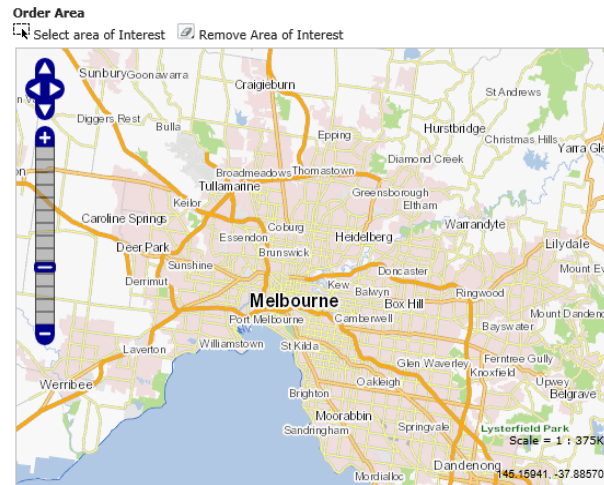 Order Area
Select area of Interest Remove Area of Interest
Sunbury
Goonawarra
Craigieburn
St Andrews
Diggers Rest
Bulla
Epping
Hurstbridge
Christmas Hills
Yarra Gle
Diamond Creek
Broadmeadows
Thomastown
Tullamarine
Greensborough
Eltham
Keilor
Caroline Springs
Coburg
Warrandyte
Essendon
Heidelberg
Deer Park
Lilydale
Brunswick
Sunshine
Doncaster
Mount Ev
Derrimut
Kew
Balwyn
Ringwood
Melbourne
Box Hill
Mount Dandeno
Port Melbourne
Camberwell
Bayswater
Williamstown
St Kilda
Laverton
Ferntree Gully
Glen Waverley
Knoxfield
Werribee
Oakleigh
Upwey
Brighton
Belgrave
Moorabbin
Sandringham
Springvale
Lysterfield Park
Scale = 1 : 375K
Dandenong
145.15941, -37.88570
Mordialloc